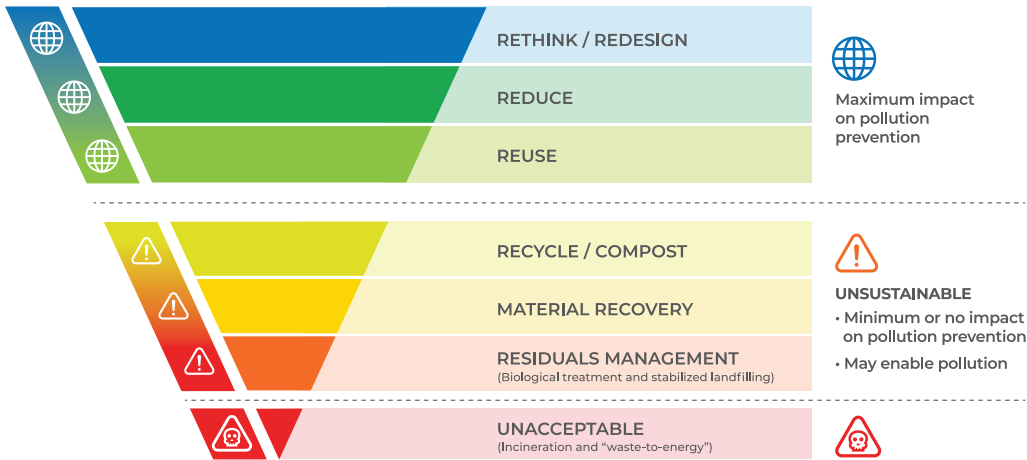 RETHINK / REDESIGN
REDUCE
REUSE
Maximum impact
on pollution
prevention
RECYCLE / COMPOST
MATERIAL RECOVERY
RESIDUALS MANAGEMENT
(Biological treatment and stabilized landfilling)
UNSUSTAINABLE
• Minimum or no impact
on pollution prevention
• May enable pollution
UNACCEPTABLE
(Incineration and “waste-to-energy”)